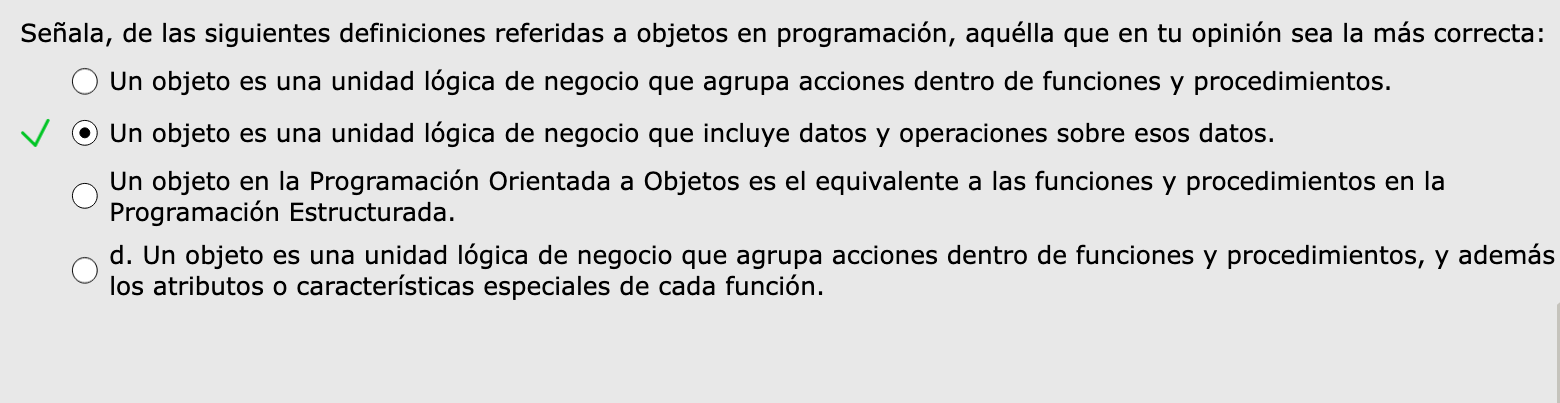 Señala, de las siguientes definiciones referidas a objetos en programación, aquélla que en tu opinión sea la más correcta:
Un objeto es una unidad lógica de negocio que agrupa acciones dentro de funciones y procedimientos.
Un objeto es una unidad lógica de negocio que incluye datos y operaciones sobre esos datos.
Un objeto en la Programación Orientada a Objetos es el equivalente a las funciones y procedimientos en la
Programación Estructurada.
d. Un objeto es una unidad lógica de negocio que agrupa acciones dentro de funciones y procedimientos, y además
los atributos o características especiales de cada función.